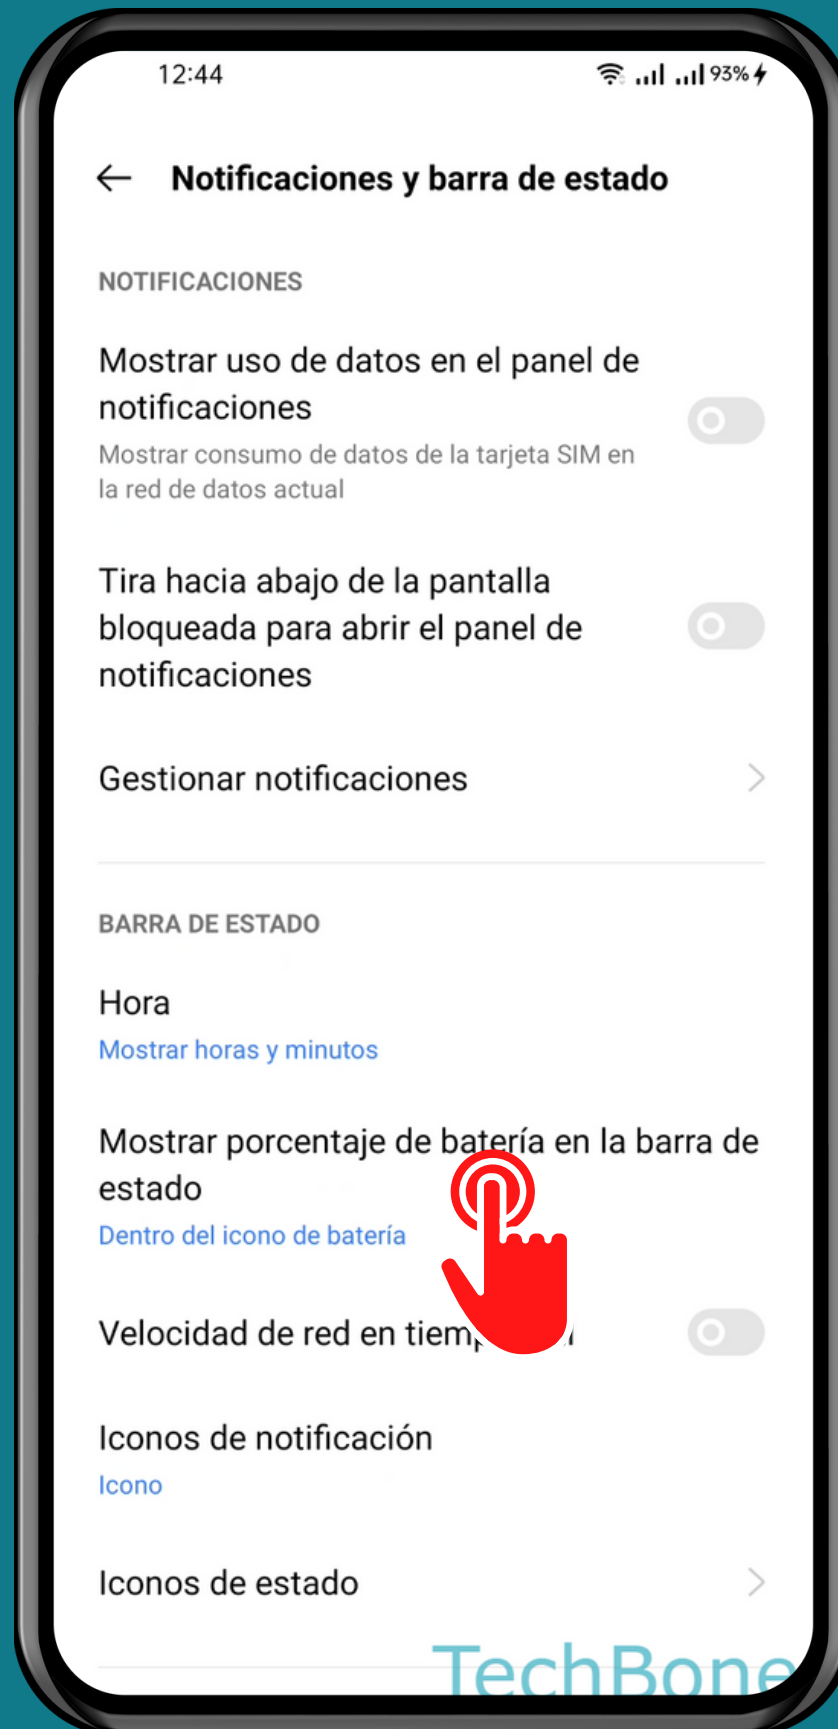 12:44
93%
Notificaciones y barra de estado
NOTIFICACIONES
Mostrar uso de datos en el panel de
notificaciones
Mostrar consumo de datos de la tarjeta SIM en
la red de datos actual
Tira hacia abajo de la pantalla
bloqueada para abrir el panel de
notificaciones
Gestionar notificaciones
BARRA DE ESTADO
Hora
Mostrar horas y minutos
Mostrar porcentaje de batería en la barra de
estado
Dentro del icono de batería
Velocidad de red en
Iconos de notificación
Icono
Iconos de estado
TechBone